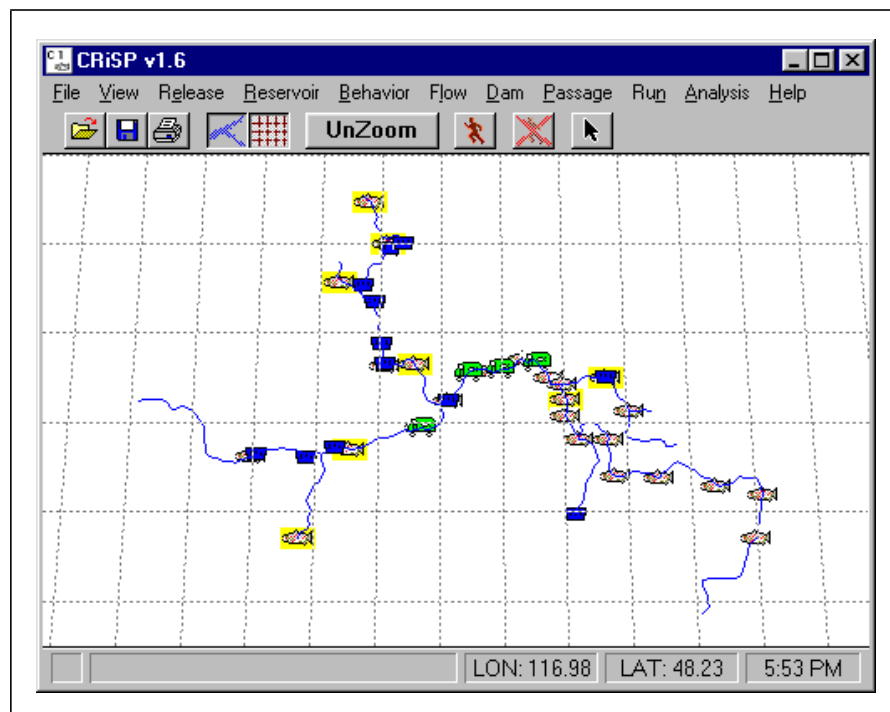 CRiSP v1.6
File View Release Reservoir Behavior Flow Dam Passage Run Analysis Help
UnZoom
LON: 116.98 LAT: 48.23 5:53 PM